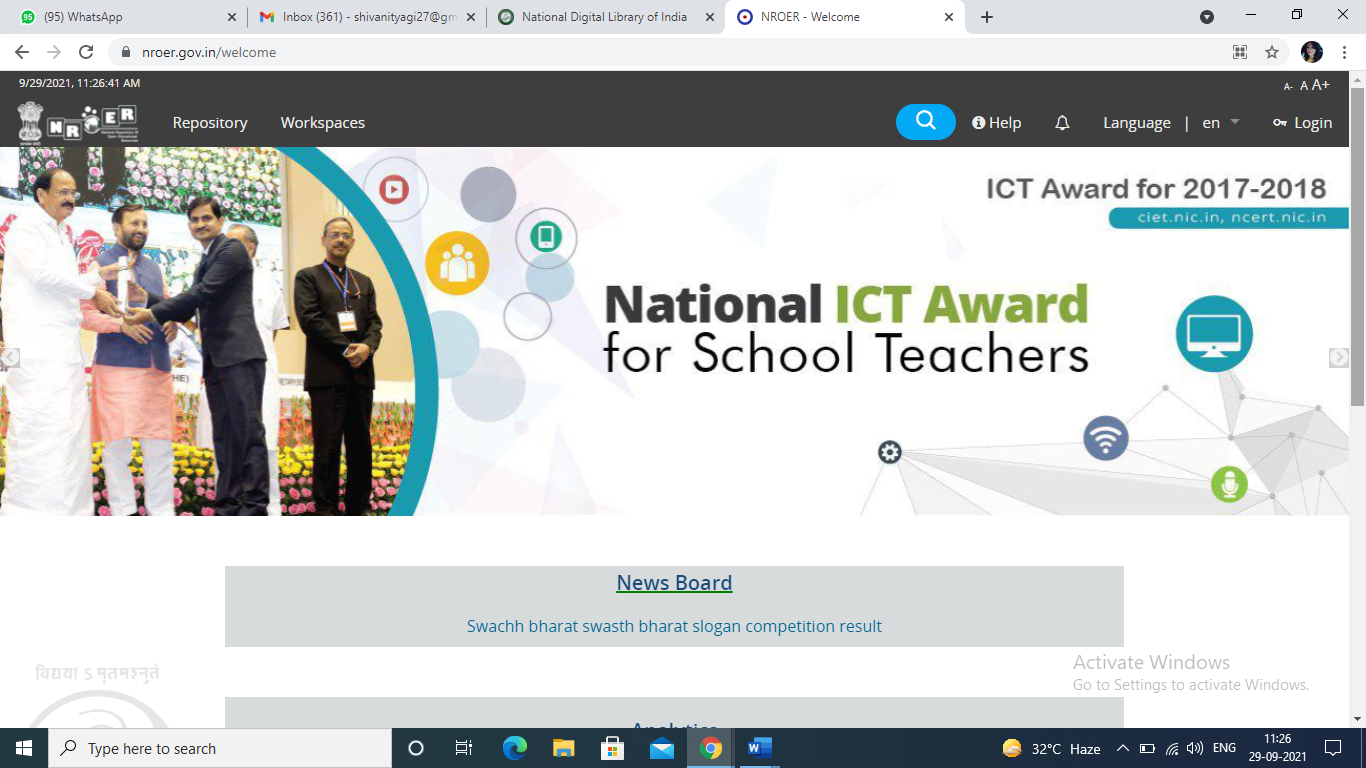 (95) WhatsApp
Inbox (361) - shivanityagi27@gm
National Digital Library of India
NROER - Welcome
nroer.gov.in/welcome
9/29/2021, 11:26:41 AM
A- A A+
NROER
Repository
Workspaces
Help
Language | en
Login
ICT Award for 2017-2018
ciet.nic.in, ncert.nic.in
National ICT Award
for School Teachers
News Board
Swachh bharat swasth bharat slogan competition result
विद्यया ऽ मृतमश्नुते
Activate Windows
Go to Settings to activate Windows.
Analytics
Type here to search
32°C Haze
ENG
11:26
29-09-2021